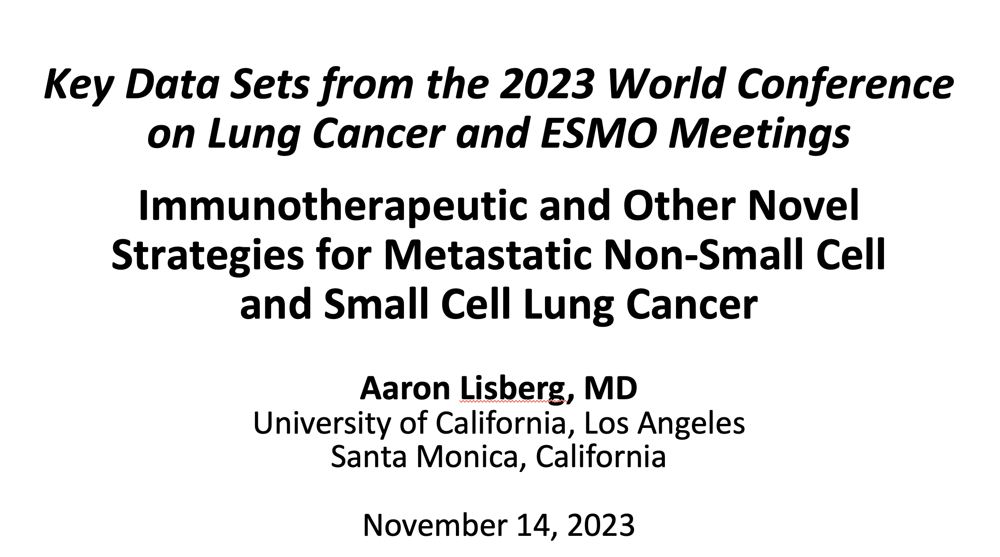 Key Data Sets from the 2023 World Conference
on Lung Cancer and ESMO Meetings
Immunotherapeutic and Other Novel
Strategies for Metastatic Non-Small Cell
and Small Cell Lung Cancer
Aaron Lisberg, MD
University of California, Los Angeles
Santa Monica, California
November 14, 2023